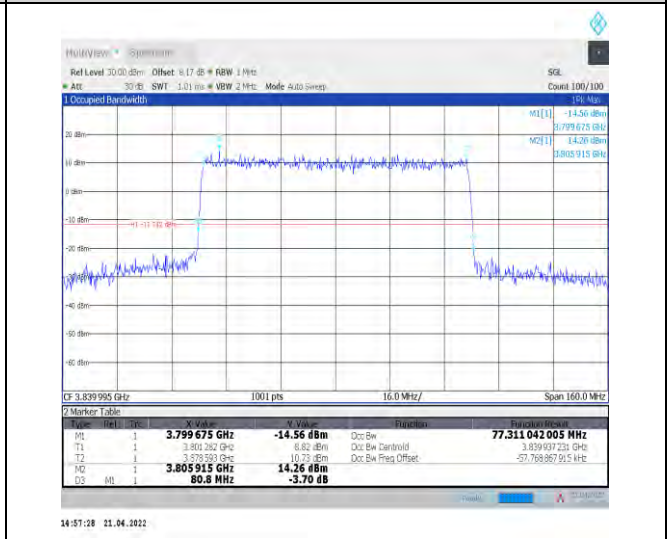 MultiView Spectrum
Ref Level 30.00 dBm Offset 8.17 dB RBW 1 MHz SGL
Att 30 dB SWT 1.01 ms VBW 2 MHz Mode Auto Sweep Count 100/100
1 Occupied Bandwidth 1Pk Max
M1[1] -14.56 dBm
3.799 675 GHz
20 dBm
M2[1] 14.26 dBm
3.805 915 GHz
10 dBm
0 dBm
-10 dBm
-20 dBm
-30 dBm
-40 dBm
-50 dBm
-60 dBm
CF 3.839 995 GHz 1001 pts 16.0 MHz/ Span 160.0 MHz
2 Marker Table
Type Ref Trc X-Value Y-Value Function Function Result
M1 1 3.799 675 GHz -14.56 dBm Occ Bw 77.311 042 005 MHz
T1 1 3.801 282 GHz 8.82 dBm Occ Bw Centroid 3.839 937 231 GHz
T2 1 3.878 593 GHz 10.73 dBm Occ Bw Freq Offset -57.768 867 915 kHz
M2 1 3.805 915 GHz 14.26 dBm
D3 M1 1 80.8 MHz -3.70 dB
14:57:28 21.04.2022